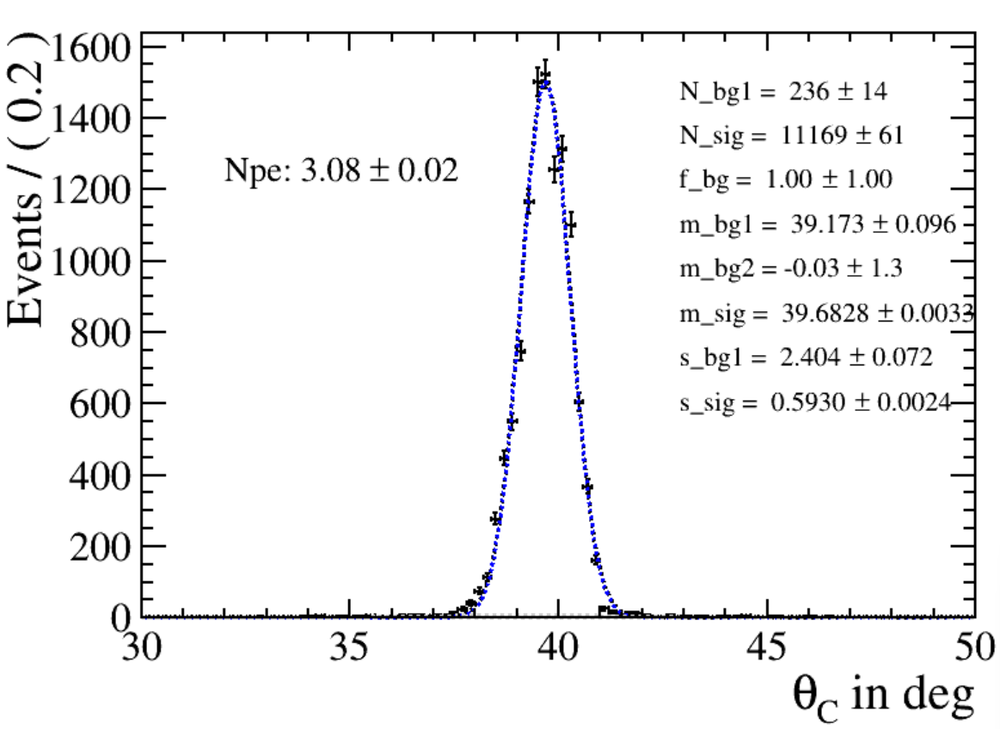 Events / ( 0.2 )
1600
1400
1200
1000
800
600
400
200
0
Npe: 3.08 ± 0.02
N_bg1 = 236 ± 14
N_sig = 11169 ± 61
f_bg = 1.00 ± 1.00
m_bg1 = 39.173 ± 0.096
m_bg2 = -0.03 ± 1.3
m_sig = 39.6828 ± 0.0033
s_bg1 = 2.404 ± 0.072
s_sig = 0.5930 ± 0.0024
30 35 40 45 50
θ_C in deg